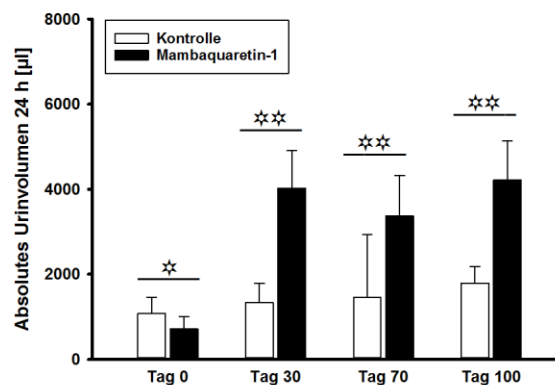 Absolutes Urinvolumen 24 h [µl]
8000
6000
4000
2000
0
Kontrolle
Mambaquaretin-1
Tag 0
Tag 30
Tag 70
Tag 100